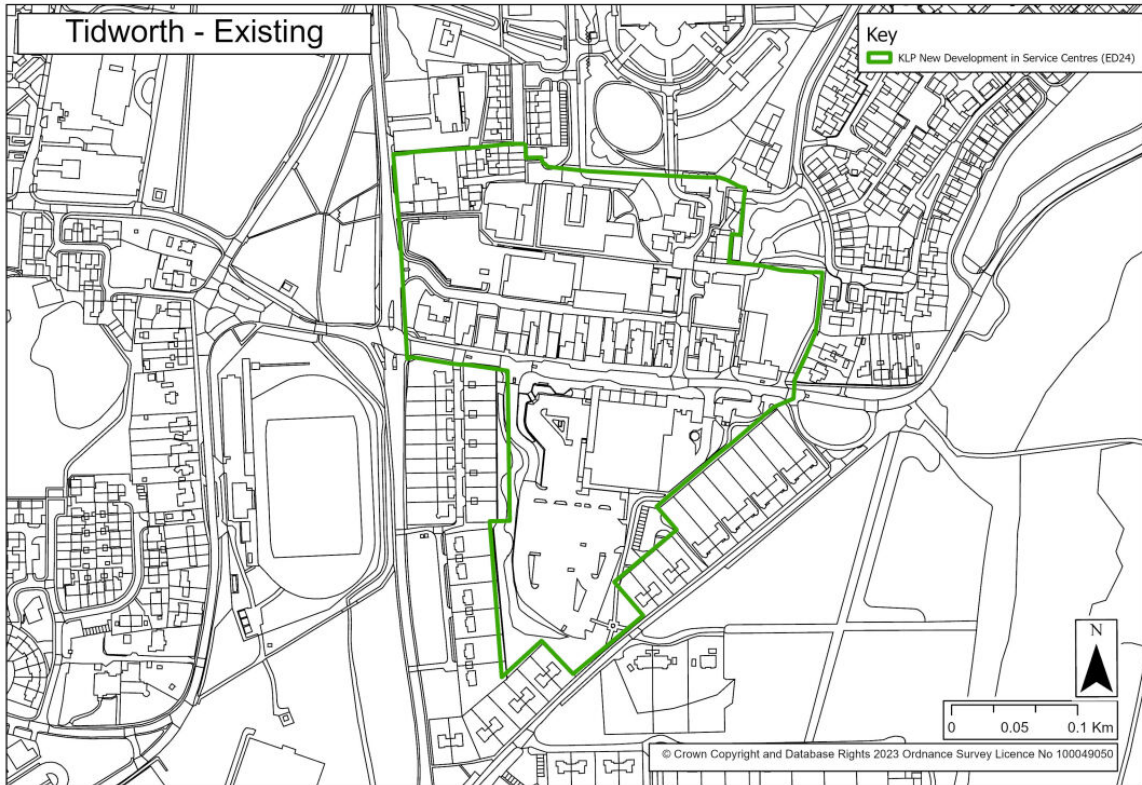 Tidworth - Existing
Key
KLP New Development in Service Centres (ED24)
N
0 0.05 0.1 Km
© Crown Copyright and Database Rights 2023 Ordnance Survey Licence No 100049050